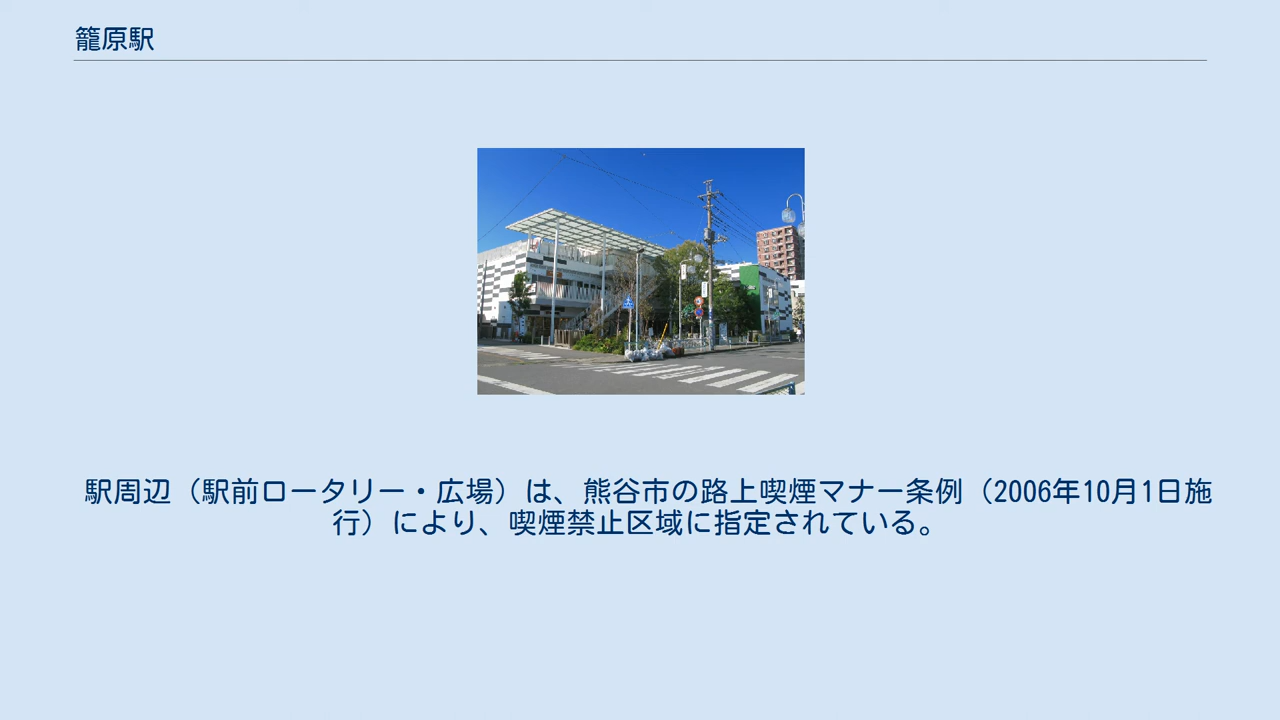 籠原駅
駅周辺（駅前ロータリー・広場）は、熊谷市の路上喫煙マナー条例（2006年10月1日施
行）により、喫煙禁止区域に指定されている。